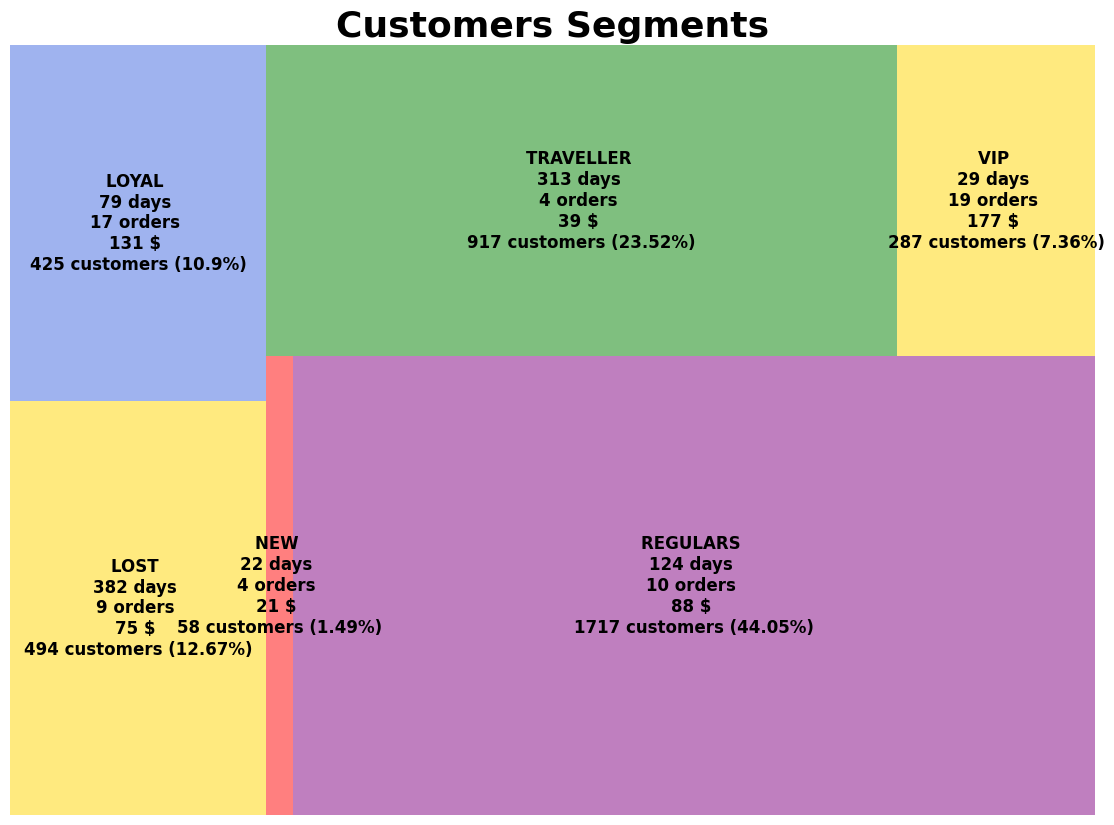 Customers Segments
LOYAL
79 days
17 orders
131 $
425 customers (10.9%)
TRAVELLER
313 days
4 orders
39 $
917 customers (23.52%)
VIP
29 days
19 orders
177 $
287 customers (7.36%)
LOST
382 days
9 orders
75 $
494 customers (12.67%)
NEW
22 days
4 orders
21 $
58 customers (1.49%)
REGULARS
124 days
10 orders
88 $
1717 customers (44.05%)